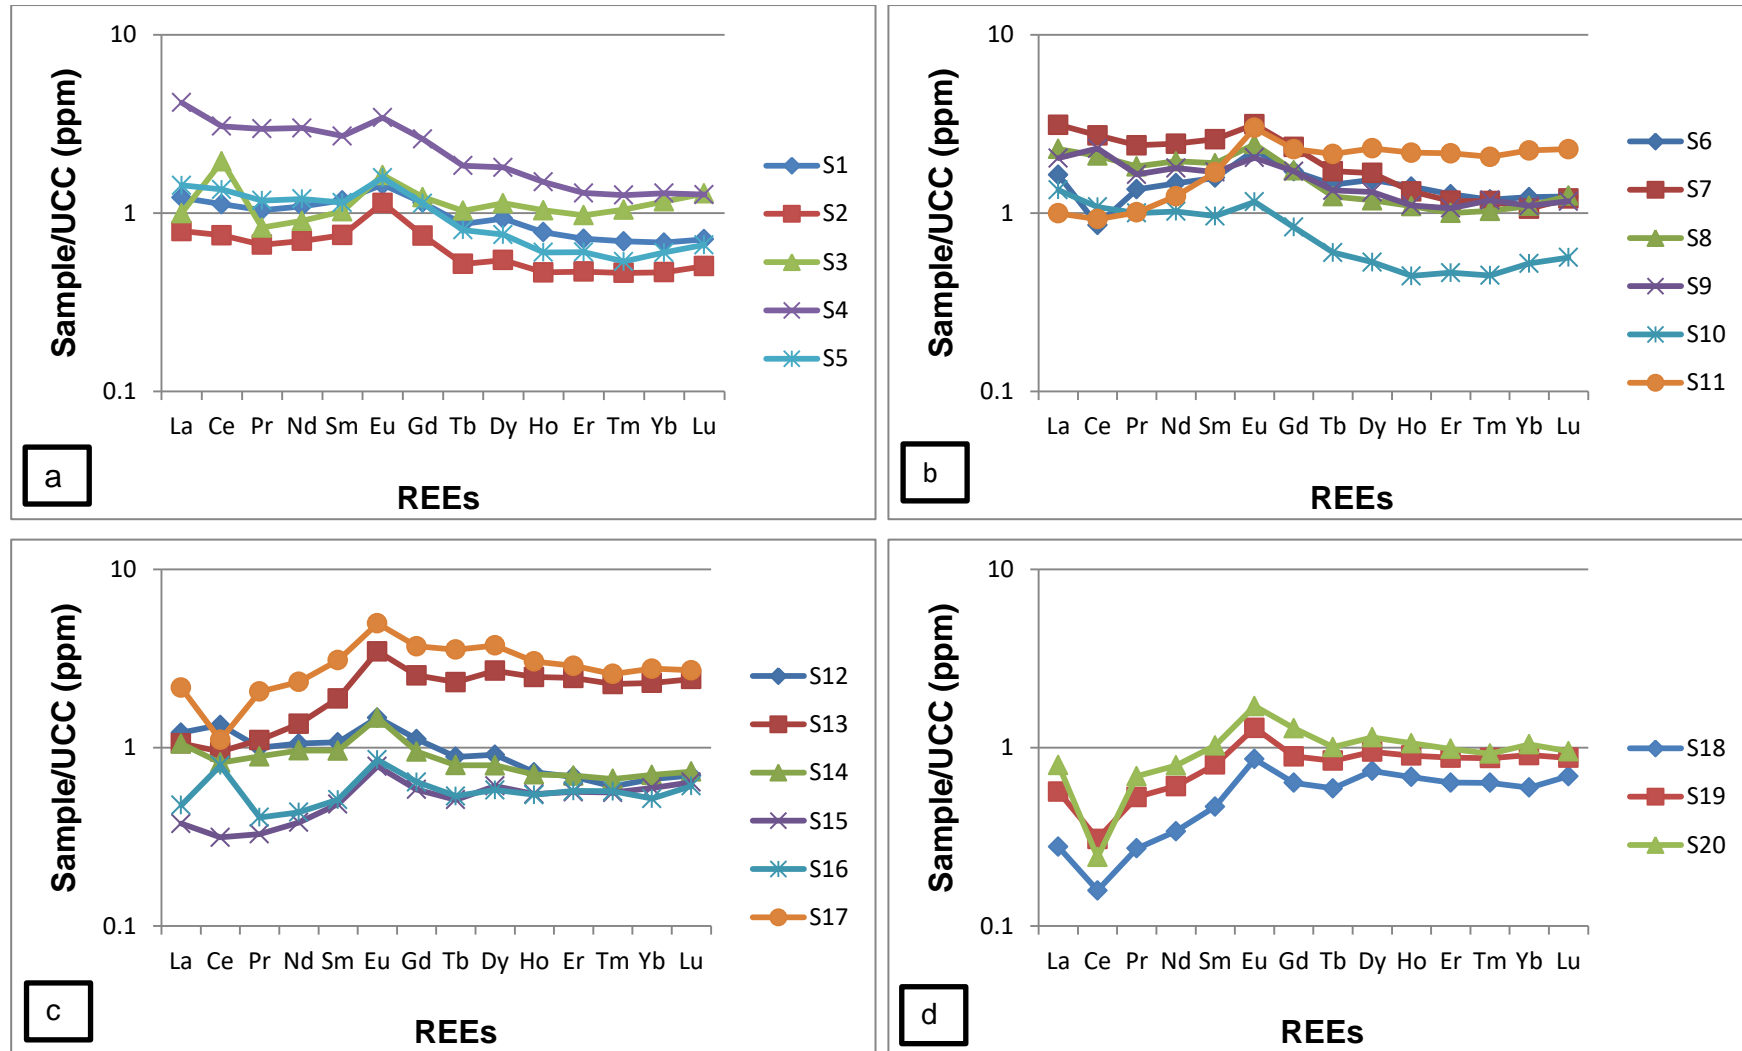 10
1
0.1
Sample/UCC (ppm)
La Ce Pr Nd Sm Eu Gd Tb Dy Ho Er Tm Yb Lu
REEs
S1
S2
S3
S4
S5
a
10
1
0.1
Sample/UCC (ppm)
La Ce Pr Nd Sm Eu Gd Tb Dy Ho Er Tm Yb Lu
REEs
S6
S7
S8
S9
S10
S11
b
10
1
0.1
Sample/UCC (ppm)
La Ce Pr Nd Sm Eu Gd Tb Dy Ho Er Tm Yb Lu
REEs
S12
S13
S14
S15
S16
S17
c
10
1
0.1
Sample/UCC (ppm)
La Ce Pr Nd Sm Eu Gd Tb Dy Ho Er Tm Yb Lu
REEs
S18
S19
S20
d